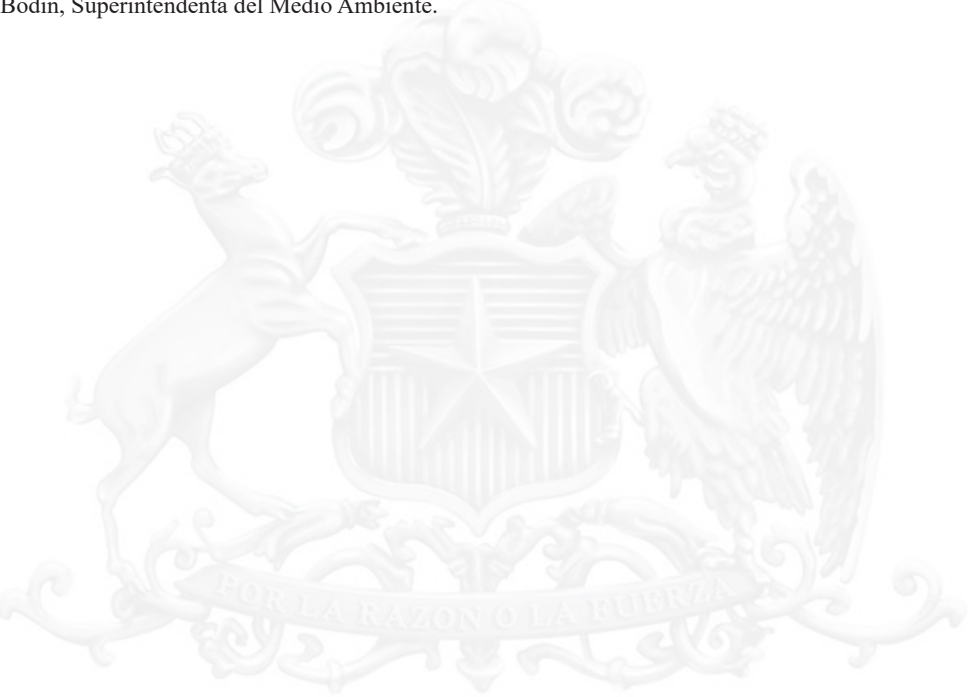 Bodin, Superintendenta del Medio Ambiente.
POR LA RAZON O LA FUERZA